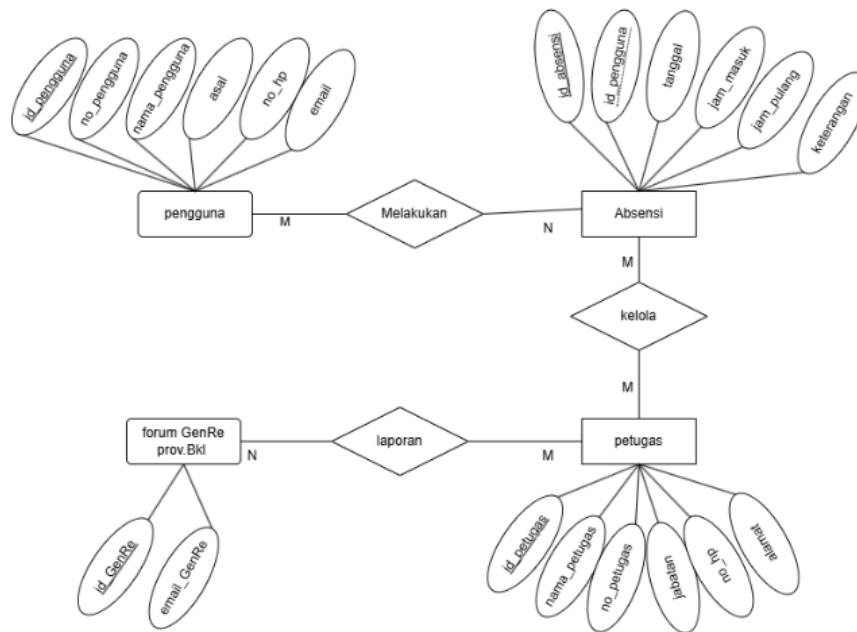 id_pengguna
no_pengguna
nama_pengguna
asal
no_hp
email
id_absensi
id_pengguna
tanggal
jam_masuk
jam_pulang
keterangan
pengguna
M
Melakukan
N
Absensi
M
kelola
M
forum GenRe
prov.Bkl
N
laporan
M
petugas
id_GenRe
email_GenRe
id_petugas
nama_petugas
no_petugas
jabatan
no_hp
alamat